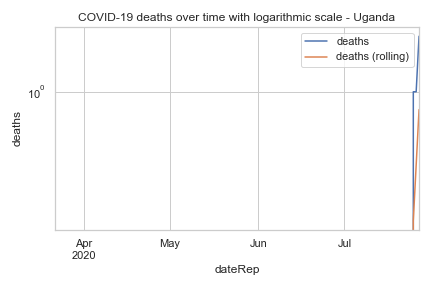 COVID-19 deaths over time with logarithmic scale - Uganda
deaths
deaths (rolling)
10⁰
deaths
Apr
2020
May
Jun
Jul
dateRep